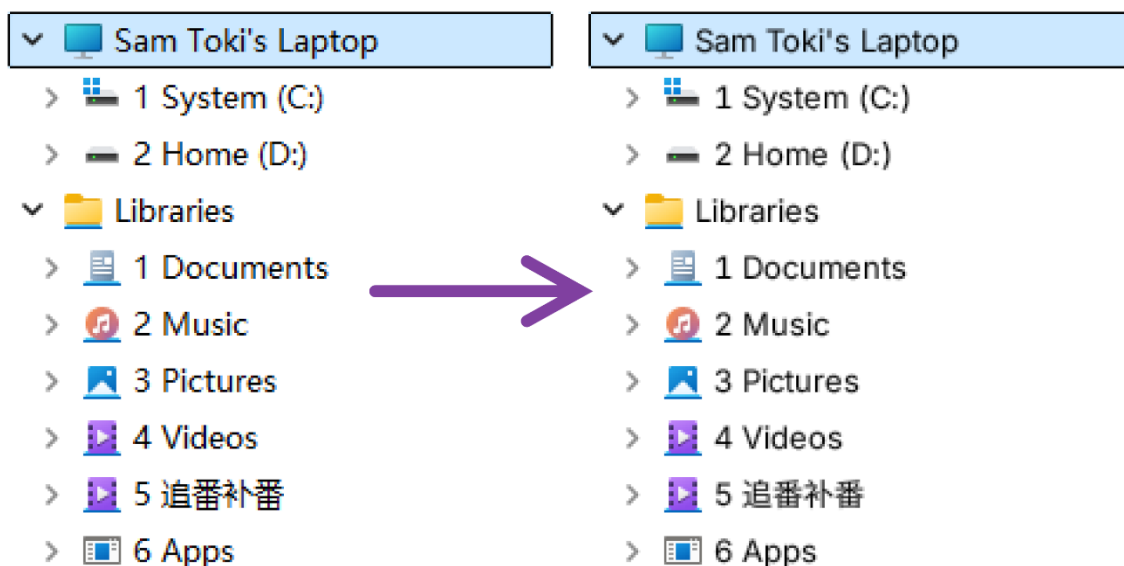 Sam Toki's Laptop
1 System (C:)
2 Home (D:)
Libraries
1 Documents
2 Music
3 Pictures
4 Videos
5 追番补番
6 Apps
Sam Toki's Laptop
1 System (C:)
2 Home (D:)
Libraries
1 Documents
2 Music
3 Pictures
4 Videos
5 追番补番
6 Apps